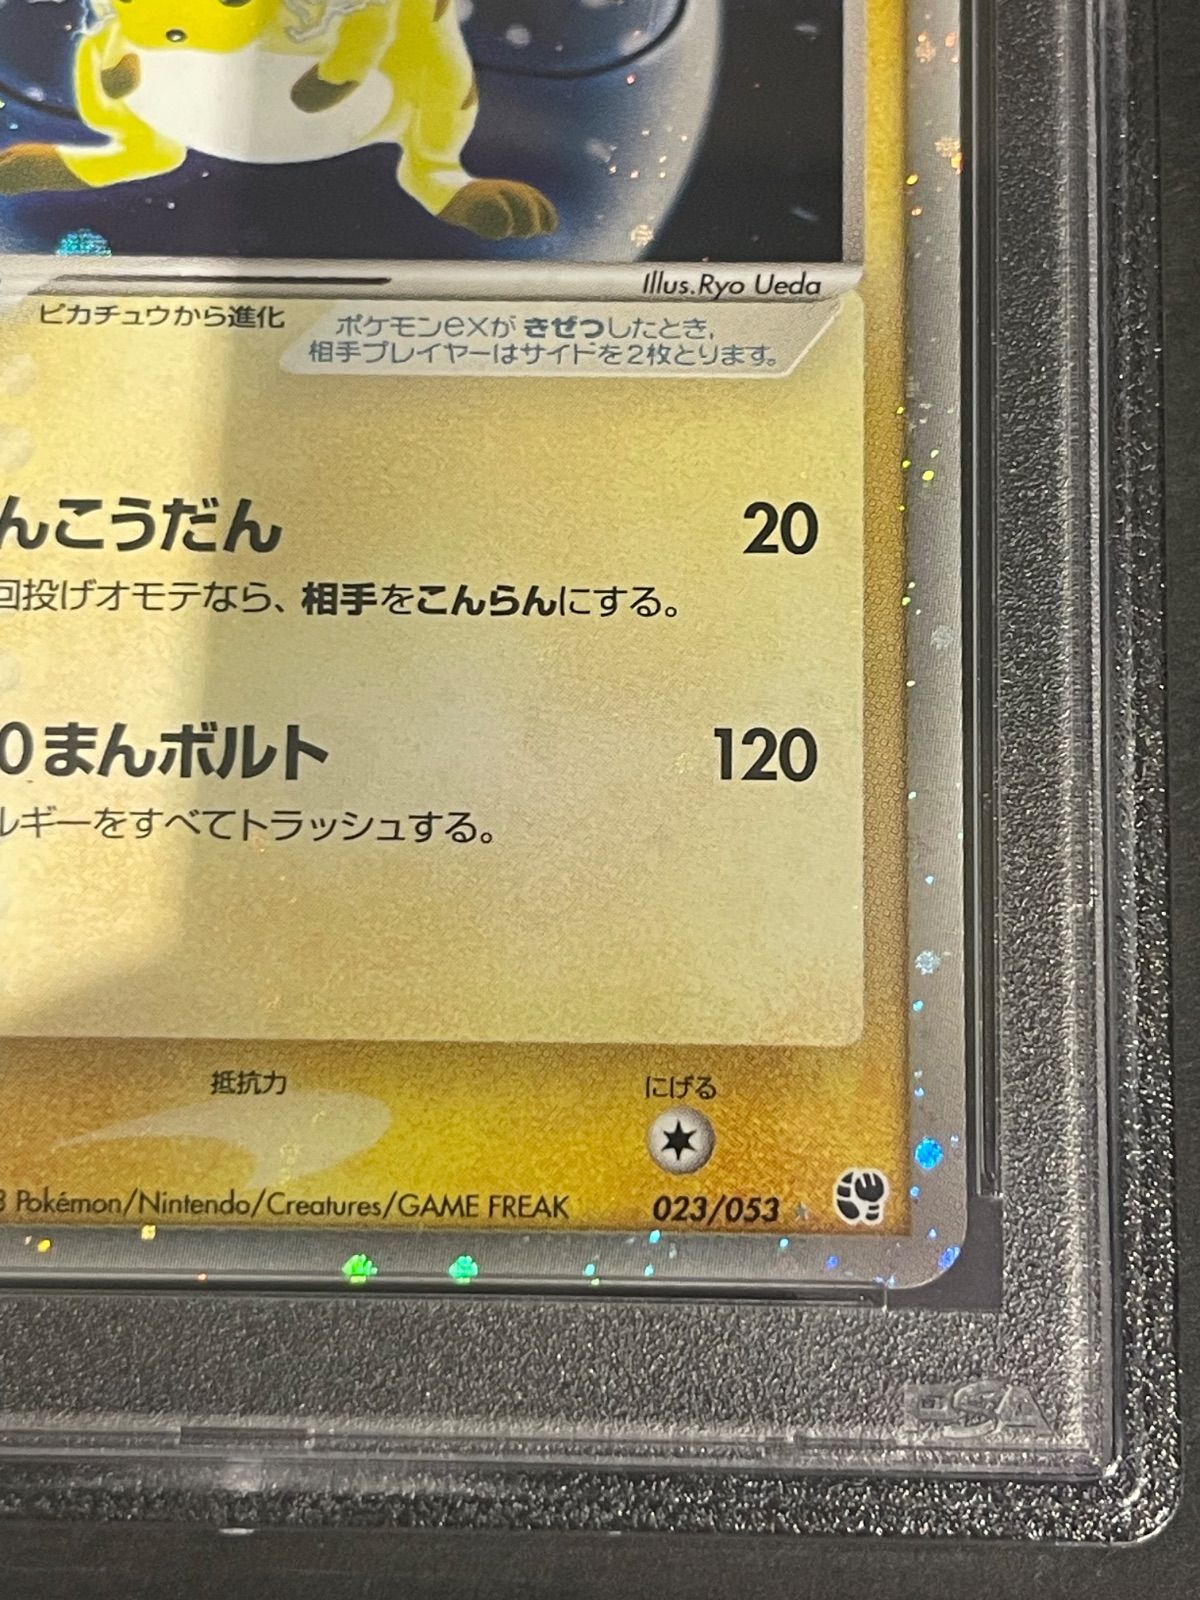 Illus.Ryo Ueda
ピカチュウから進化
ポケモンexが きぜつしたとき,
相手プレイヤーはサイドを2枚とります。
んこうだん 20
回投げオモテなら、相手をこんらんにする。
0まんボルト 120
ルギーをすべてトラッシュする。
抵抗力 にげる
3 Pokémon/Nintendo/Creatures/GAME FREAK 023/053
PSA